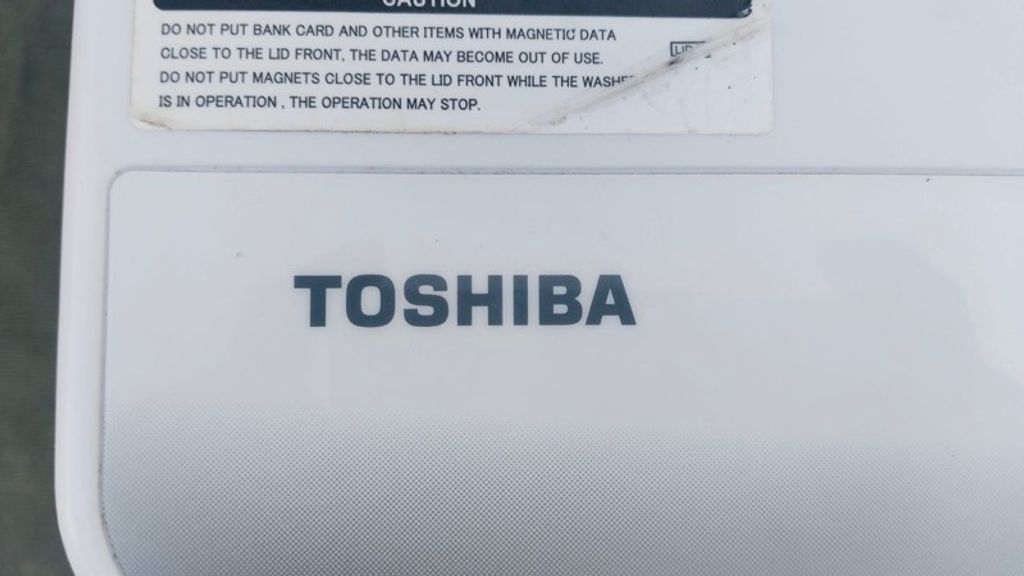 CAUTION
DO NOT PUT BANK CARD AND OTHER ITEMS WITH MAGNETIC DATA
CLOSE TO THE LID FRONT, THE DATA MAY BECOME OUT OF USE.
DO NOT PUT MAGNETS CLOSE TO THE LID FRONT WHILE THE WASHER
IS IN OPERATION , THE OPERATION MAY STOP.
TOSHIBA